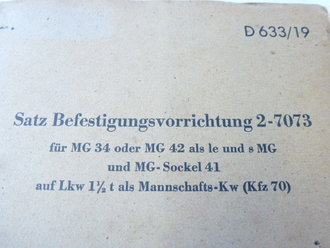 D 633/19
Satz Befestigungsvorrichtung 2-7073
für MG 34 oder MG 42 als le und s MG
und MG-Sockel 41
auf Lkw 1½ t als Mannschafts-Kw (Kfz 70)